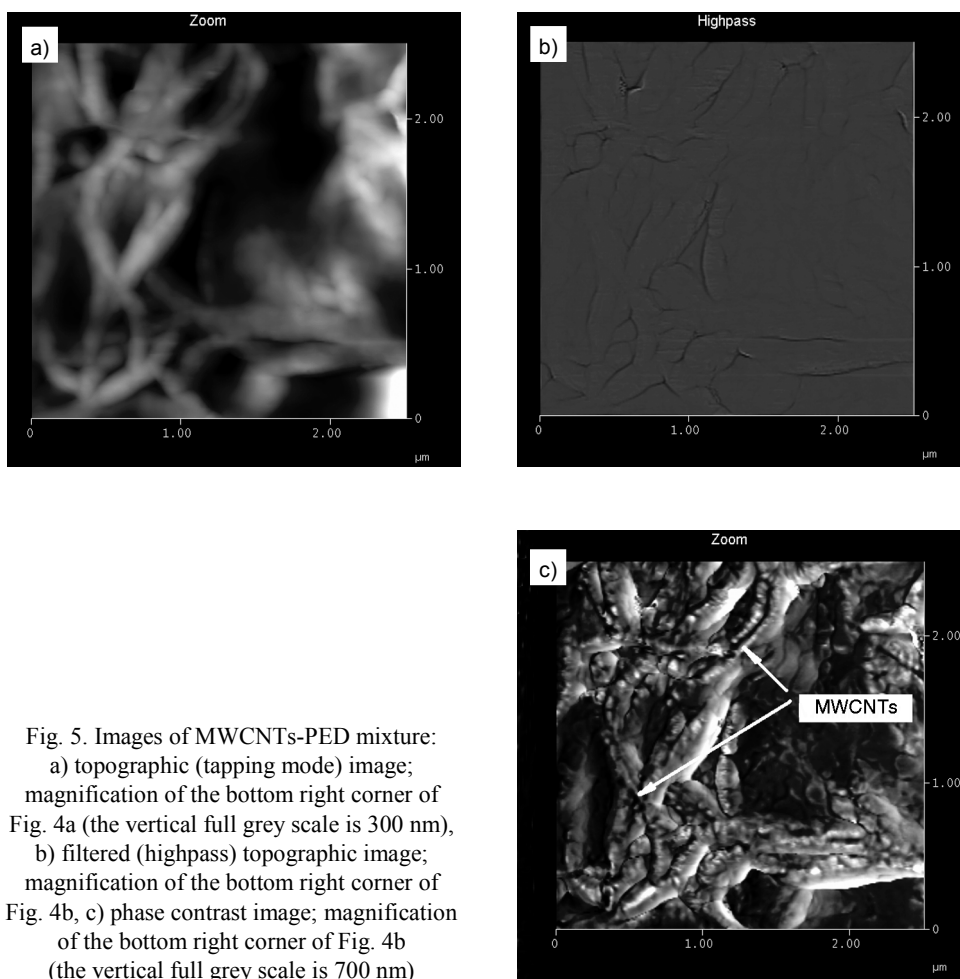 Zoom
a)
2.00
1.00
0
0
1.00
2.00
µm
Highpass
b)
2.00
1.00
0
0
1.00
2.00
µm
Zoom
c)
2.00
MWCNTs
1.00
0
0
1.00
2.00
µm
Fig. 5. Images of MWCNTs-PED mixture:
a) topographic (tapping mode) image;
magnification of the bottom right corner of
Fig. 4a (the vertical full grey scale is 300 nm),
b) filtered (highpass) topographic image;
magnification of the bottom right corner of
Fig. 4b, c) phase contrast image; magnification
of the bottom right corner of Fig. 4b
(the vertical full grey scale is 700 nm)